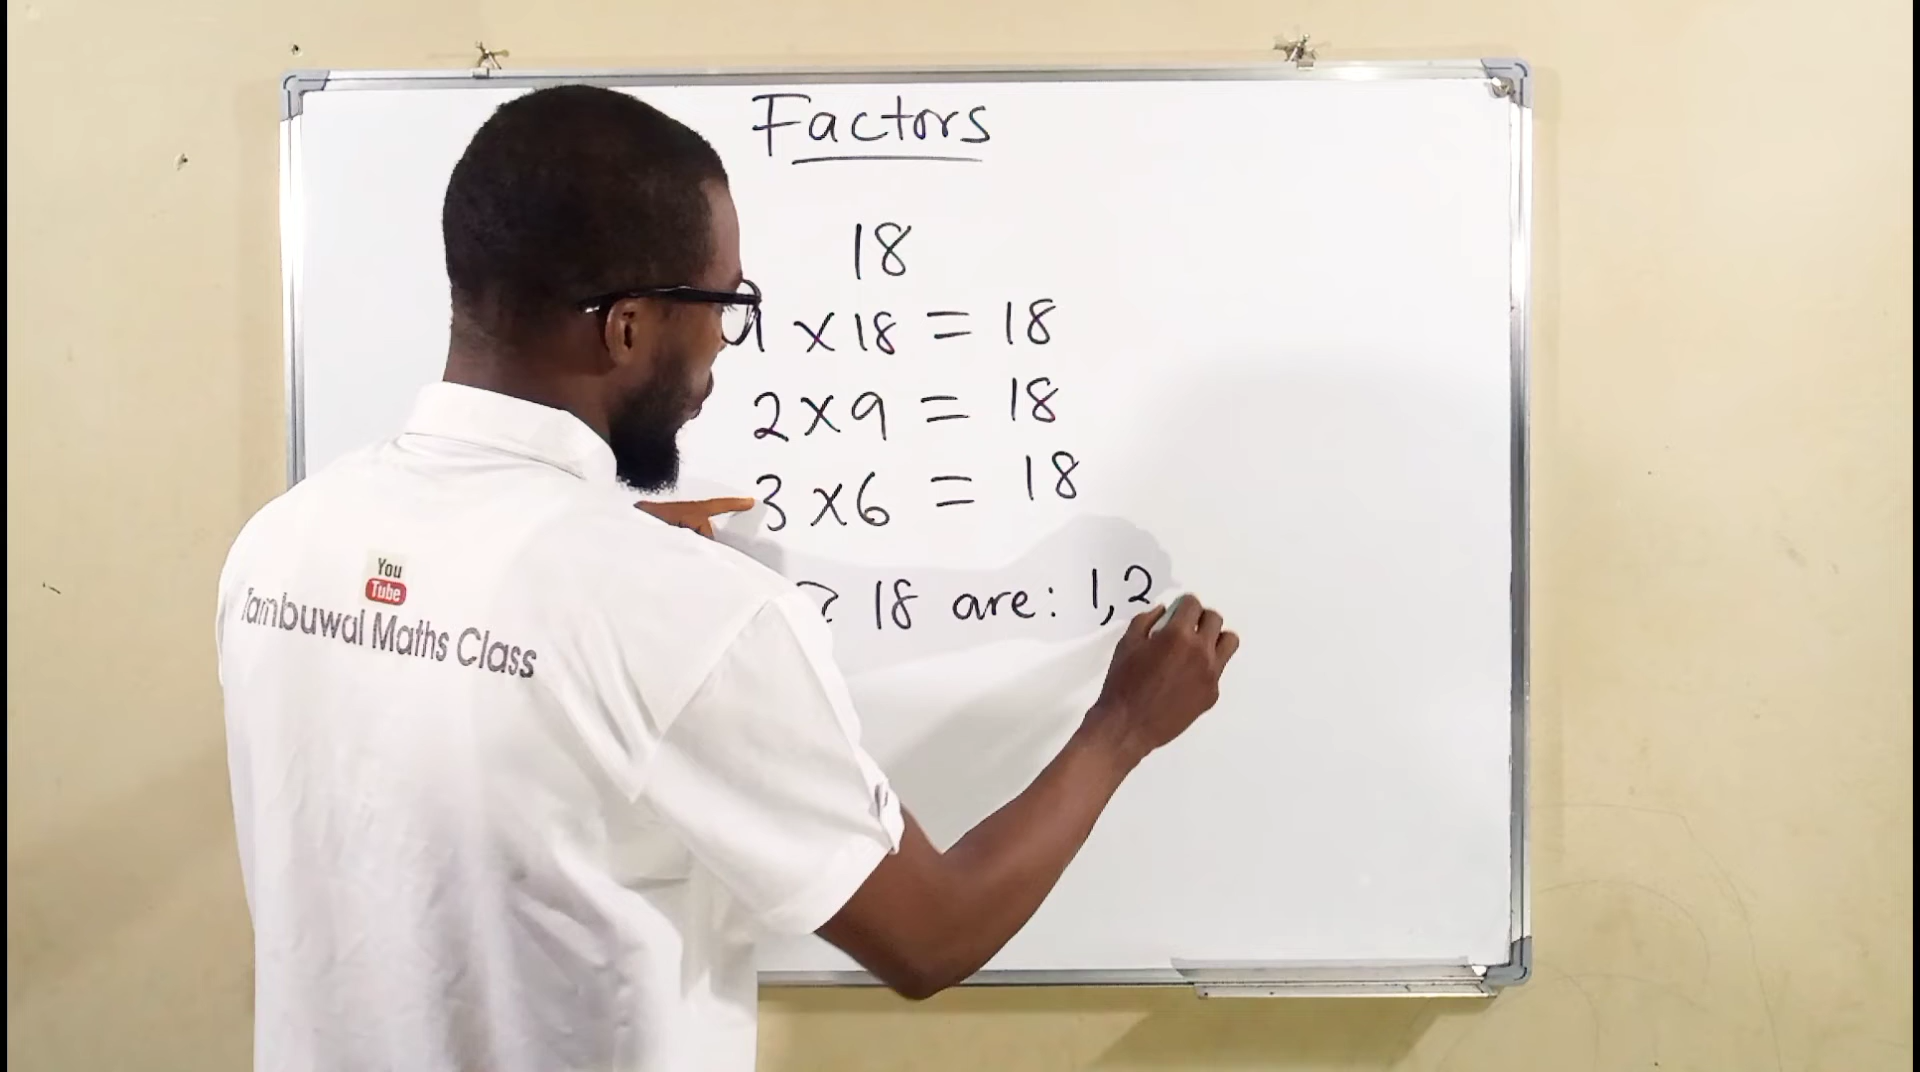 Factors
18
1 x 18 = 18
2 x 9 = 18
3 x 6 = 18
18 are: 1, 2
You
Tube
Tambuwal Maths Class